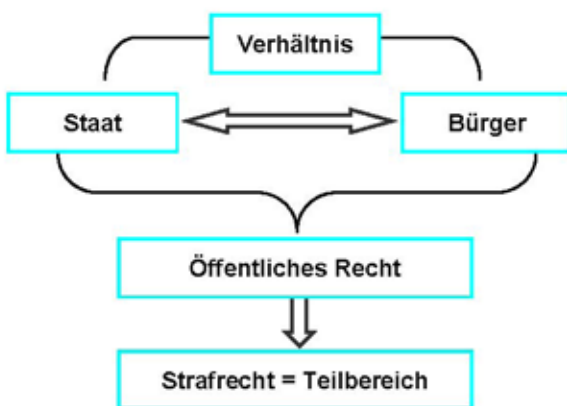 Verhältnis
Staat
Bürger
Öffentliches Recht
Strafrecht = Teilbereich